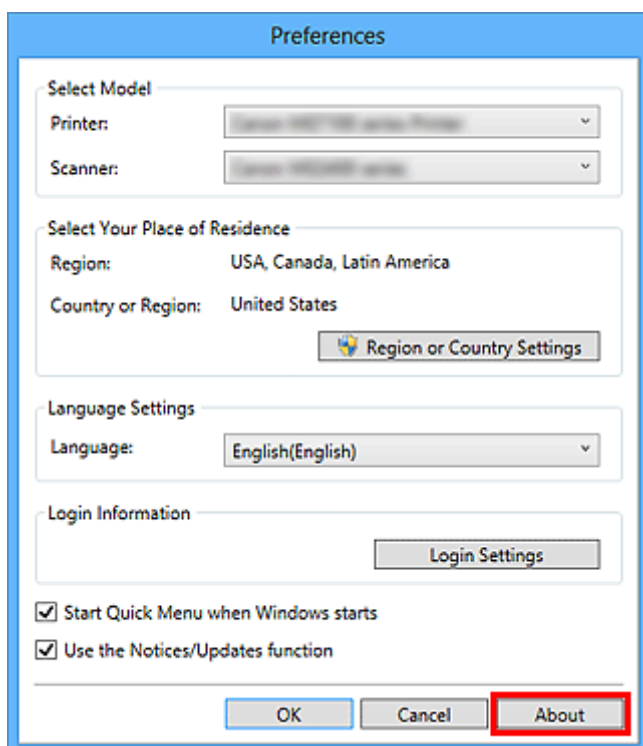 Preferences
Select Model
Printer:
Scanner:
Select Your Place of Residence
Region: USA, Canada, Latin America
Country or Region: United States
Region or Country Settings
Language Settings
Language: English(English)
Login Information
Login Settings
Start Quick Menu when Windows starts
Use the Notices/Updates function
OK Cancel About